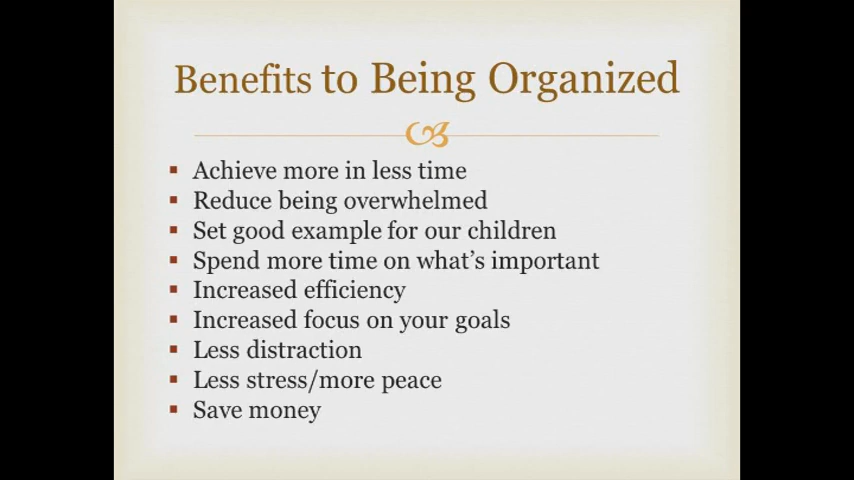 Benefits to Being Organized
Achieve more in less time
Reduce being overwhelmed
Set good example for our children
Spend more time on what’s important
Increased efficiency
Increased focus on your goals
Less distraction
Less stress/more peace
Save money